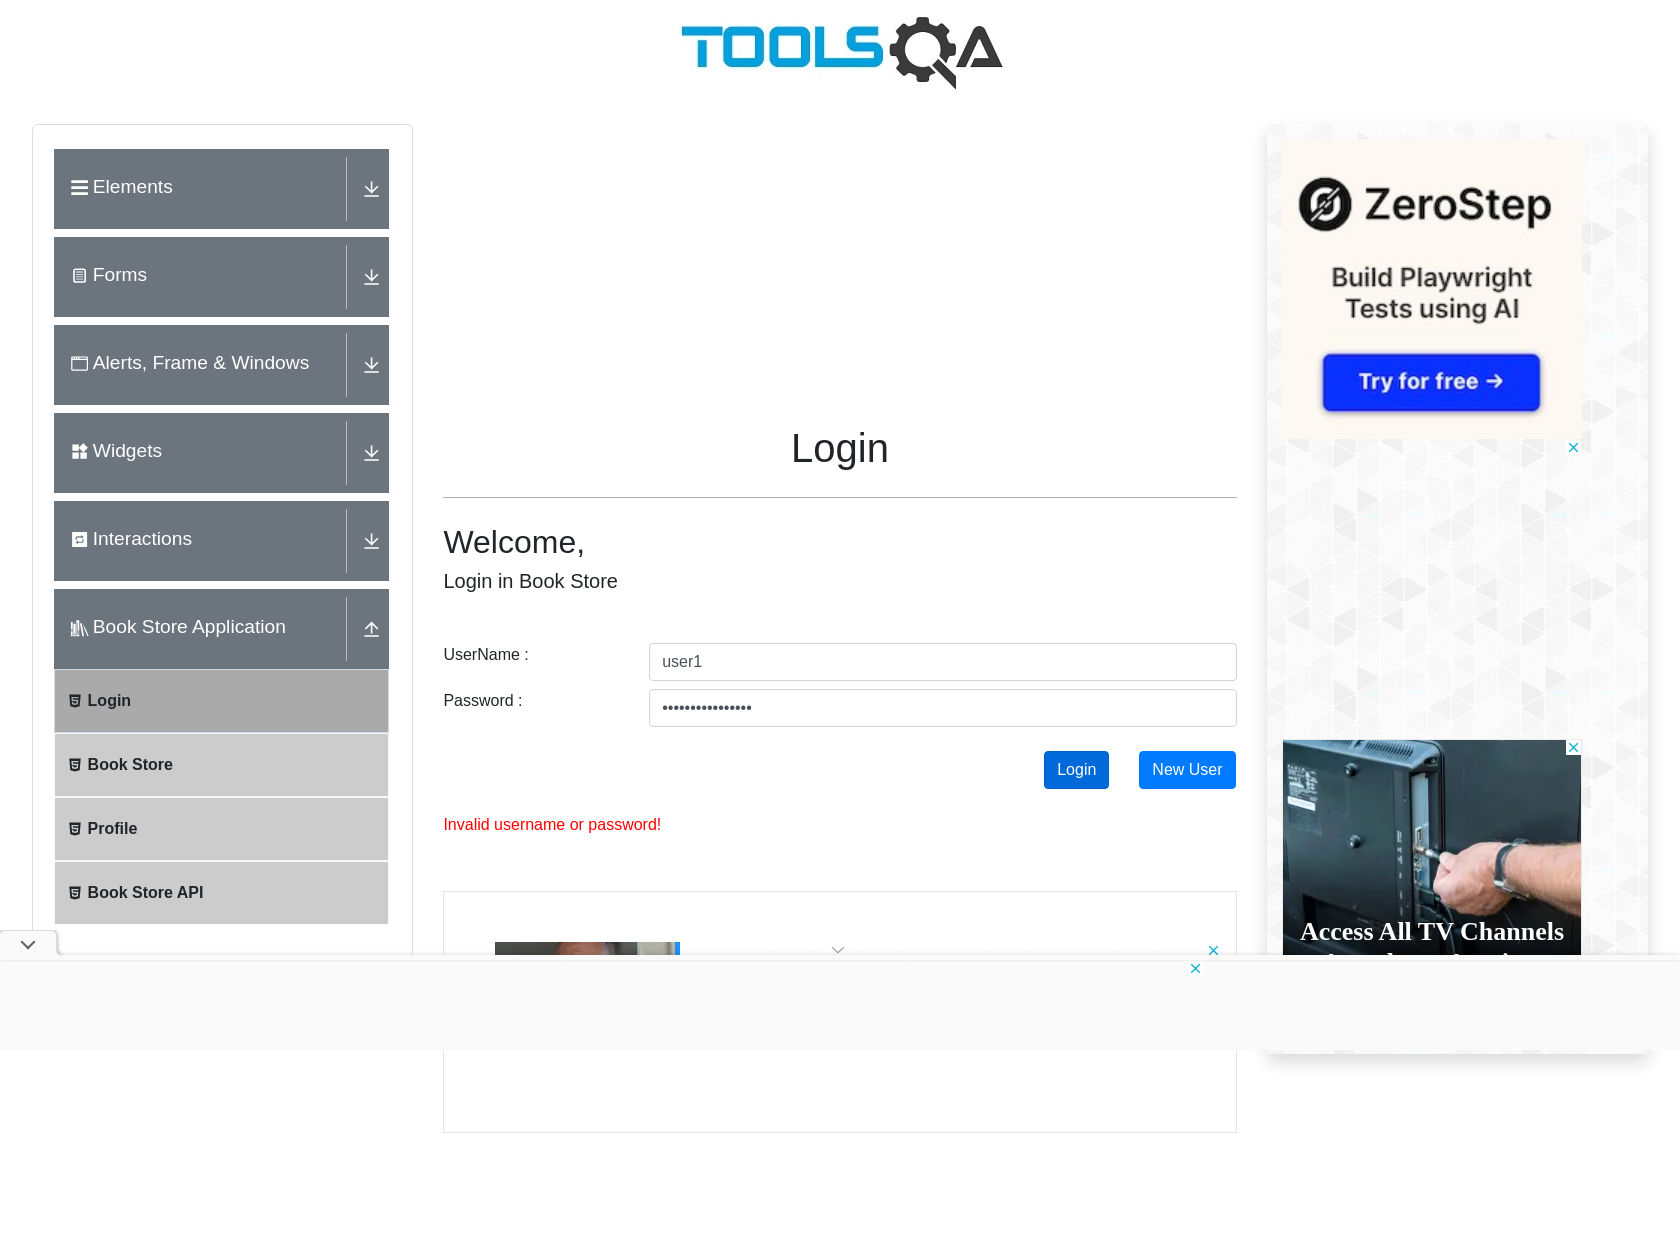 TOOLSQA
Elements
Forms
Alerts, Frame & Windows
Widgets
Interactions
Book Store Application
Login
Book Store
Profile
Book Store API
Login
Welcome,
Login in Book Store
UserName :
user1
Password :
••••••••••••••••
Login
New User
Invalid username or password!
ZeroStep
Build Playwright
Tests using AI
Try for free →
Access All TV Channels